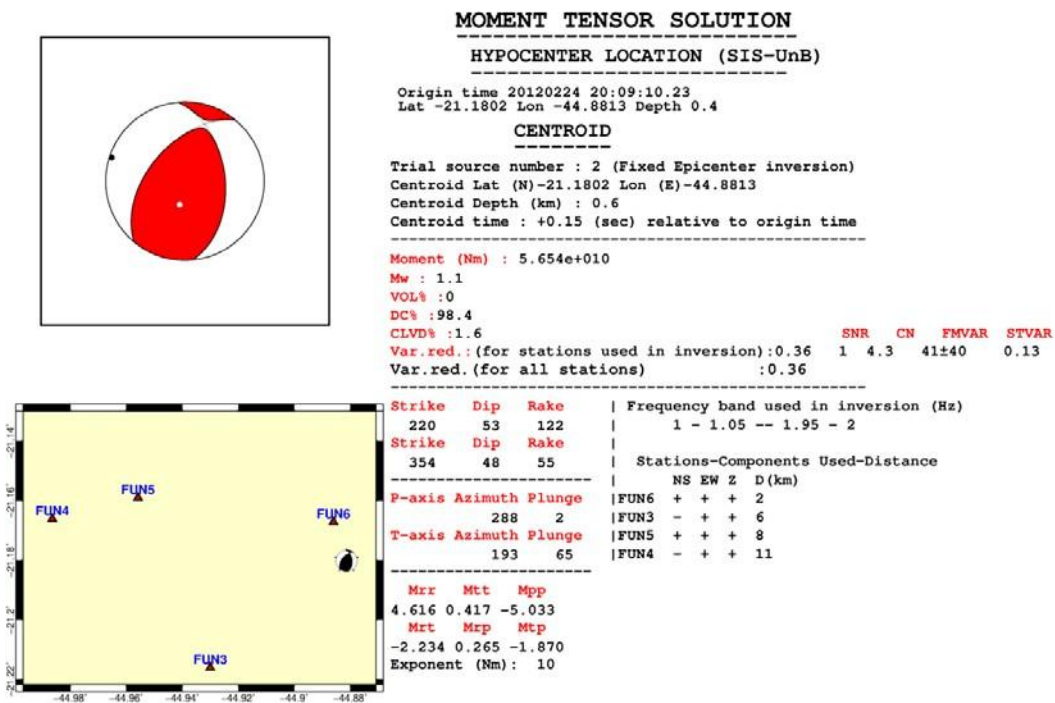 MOMENT TENSOR SOLUTION
HYPOCENTER LOCATION (SIS-UnB)
Origin time 20120224 20:09:10.23
Lat -21.1802 Lon -44.8813 Depth 0.4
CENTROID
Trial source number : 2 (Fixed Epicenter inversion)
Centroid Lat (N)-21.1802 Lon (E)-44.8813
Centroid Depth (km) : 0.6
Centroid time : +0.15 (sec) relative to origin time
Moment (Nm) : 5.654e+010
Mw : 1.1
VOL% :0
DC% :98.4
CLVD% :1.6
SNR CN FMVAR STVAR
Var.red.:(for stations used in inversion):0.36 1 4.3 41±40 0.13
Var.red.(for all stations) :0.36
Strike Dip Rake
220 53 122
Strike Dip Rake
354 48 55
P-axis Azimuth Plunge
288 2
T-axis Azimuth Plunge
193 65
Mrr Mtt Mpp
4.616 0.417 -5.033
Mrt Mrp Mtp
-2.234 0.265 -1.870
Exponent (Nm): 10
| Frequency band used in inversion (Hz)
| 1 - 1.05 -- 1.95 - 2
|
| Stations-Components Used-Distance
| NS EW Z D(km)
|FUN6 + + + 2
|FUN3 - + + 6
|FUN5 + + + 8
|FUN4 - + + 11
FUN5
FUN4
FUN6
FUN3
-21.14°
-21.16°
-21.18°
-21.2°
-21.22°
-44.98° -44.96° -44.94° -44.92° -44.9° -44.88°